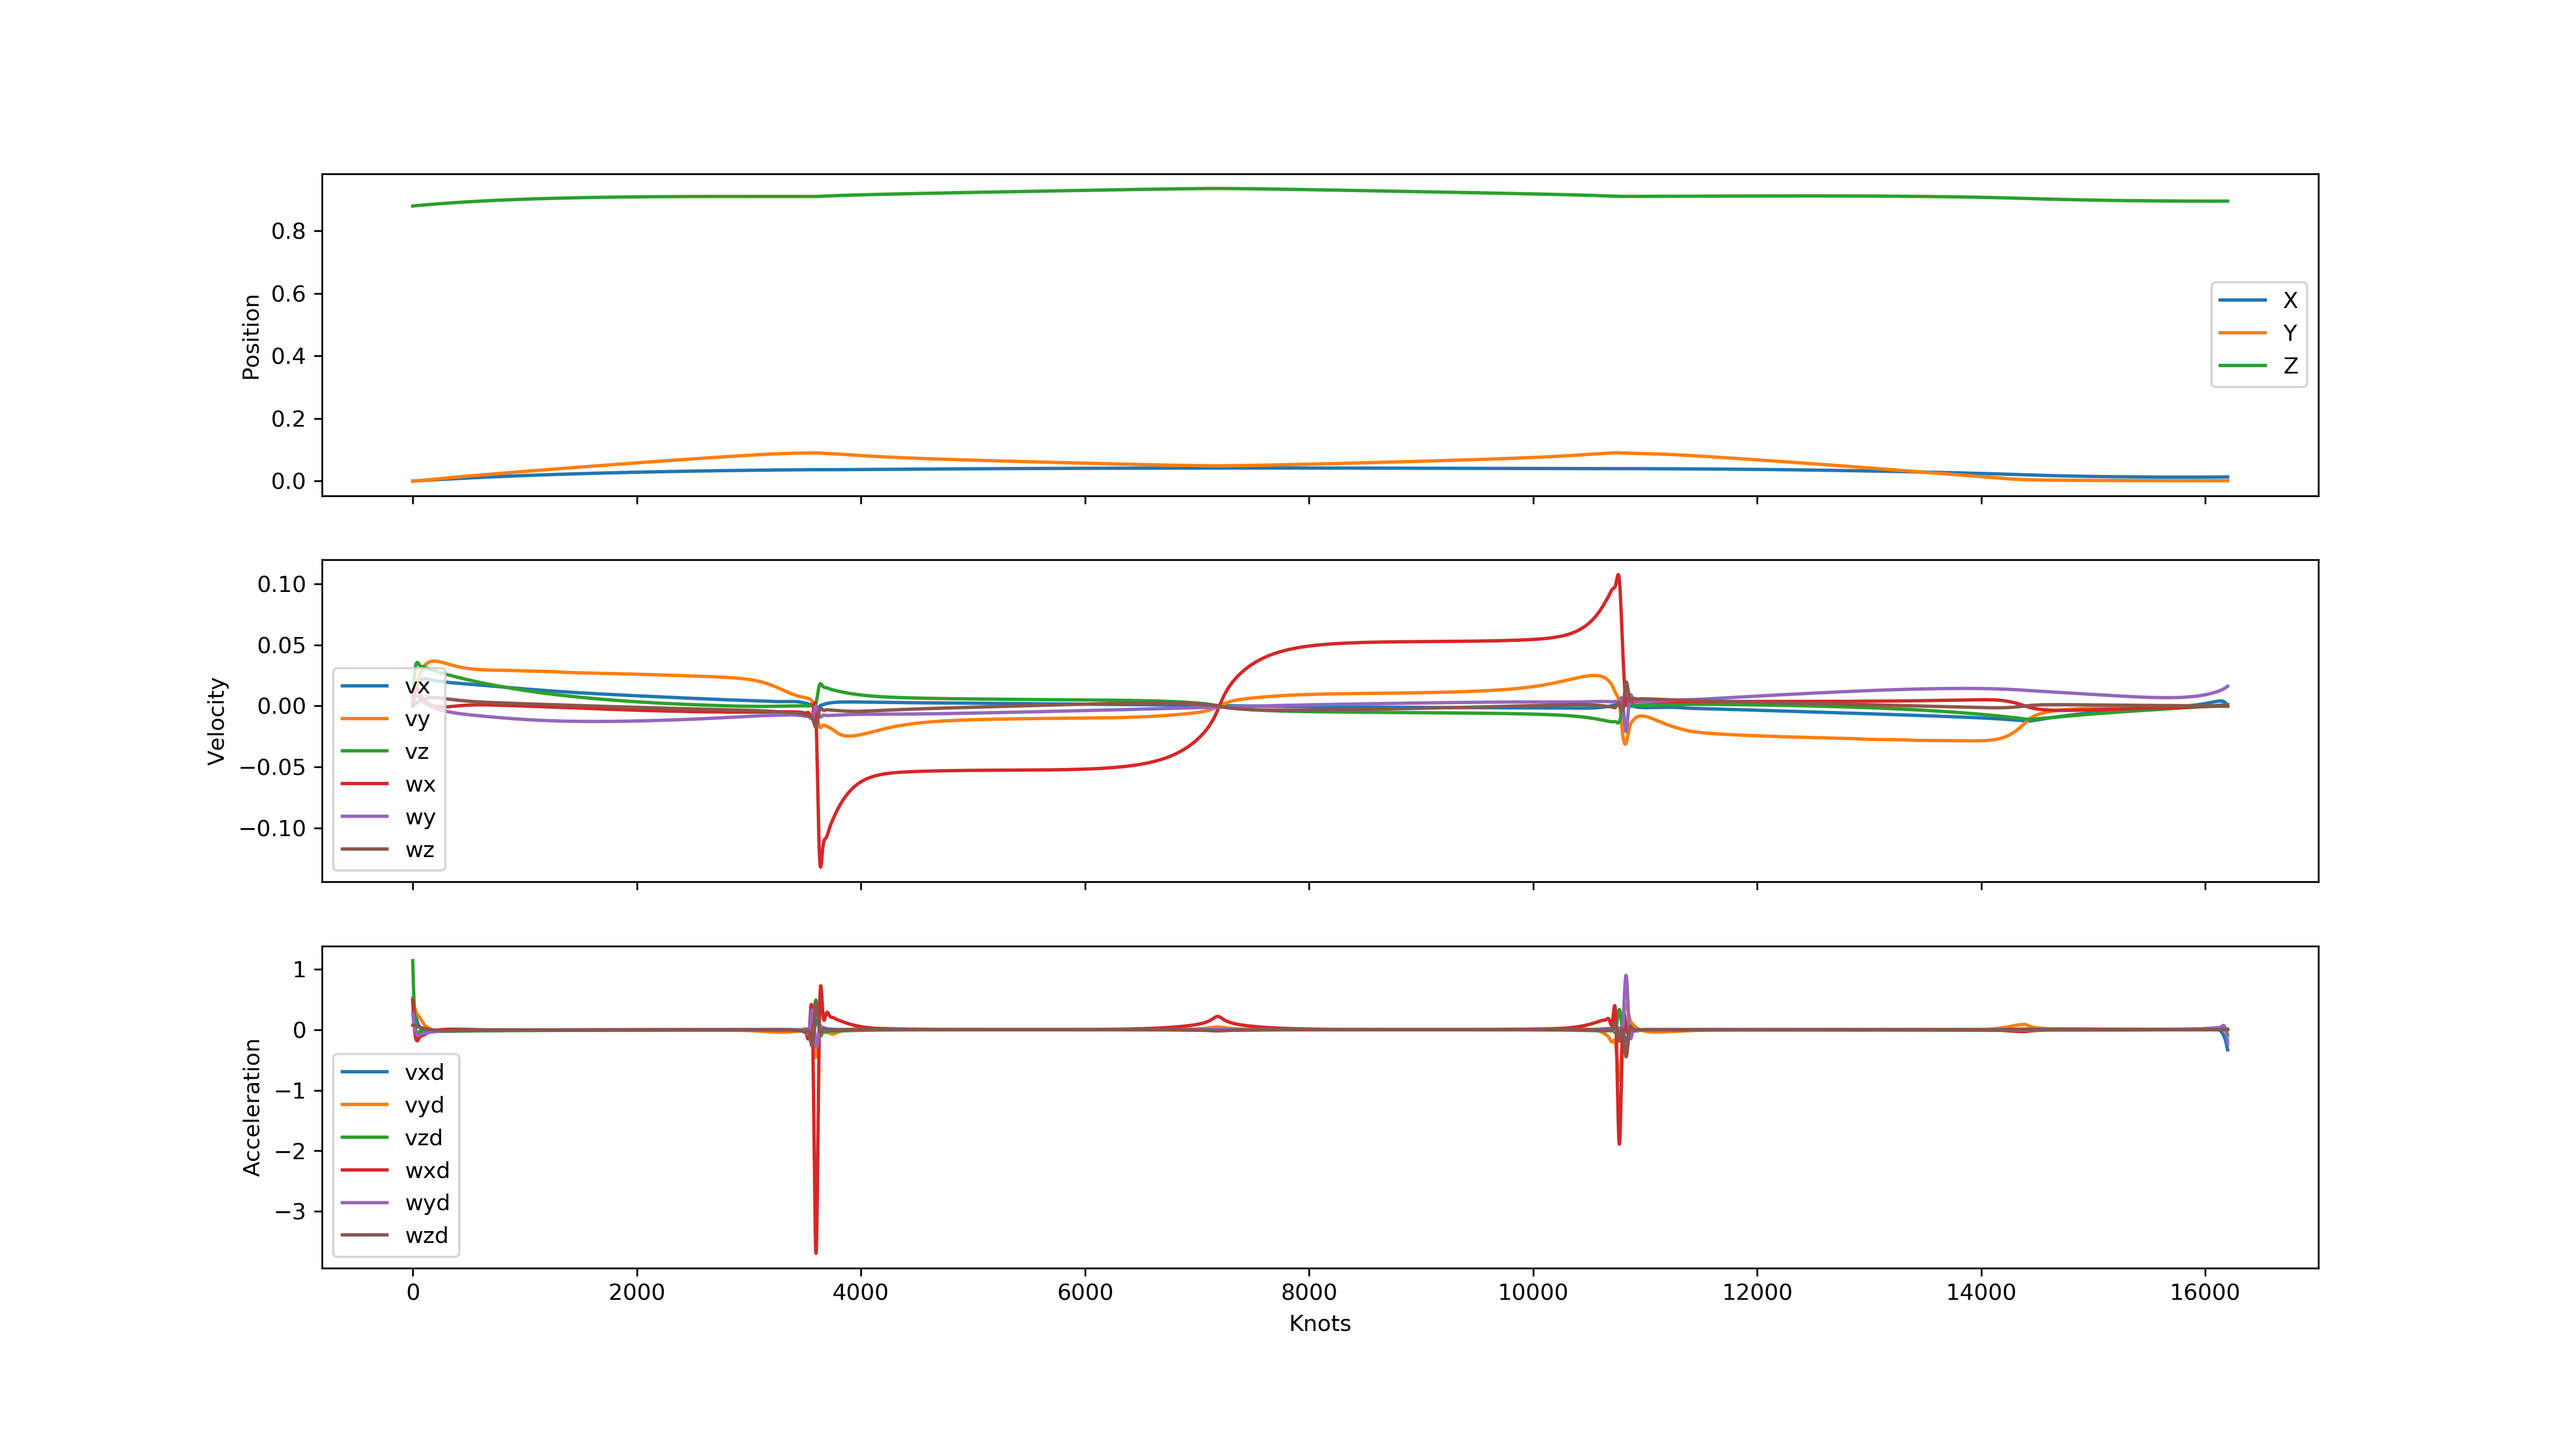 0.8
0.6
0.4
0.2
0.0
Position
X
Y
Z
0.10
0.05
0.00
−0.05
−0.10
Velocity
vx
vy
vz
wx
wy
wz
1
0
−1
−2
−3
Acceleration
vxd
vyd
vzd
wxd
wyd
wzd
0 2000 4000 6000 8000 10000 12000 14000 16000
Knots